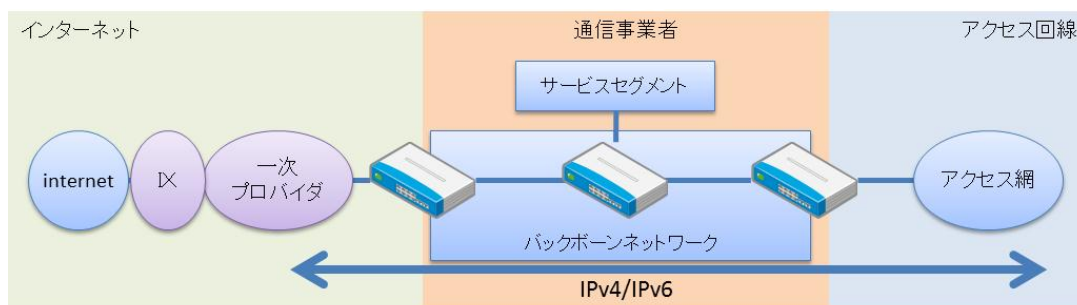 インターネット
通信事業者
アクセス回線
サービスセグメント
internet
IX
一次
プロバイダ
アクセス網
バックボーンネットワーク
IPv4/IPv6